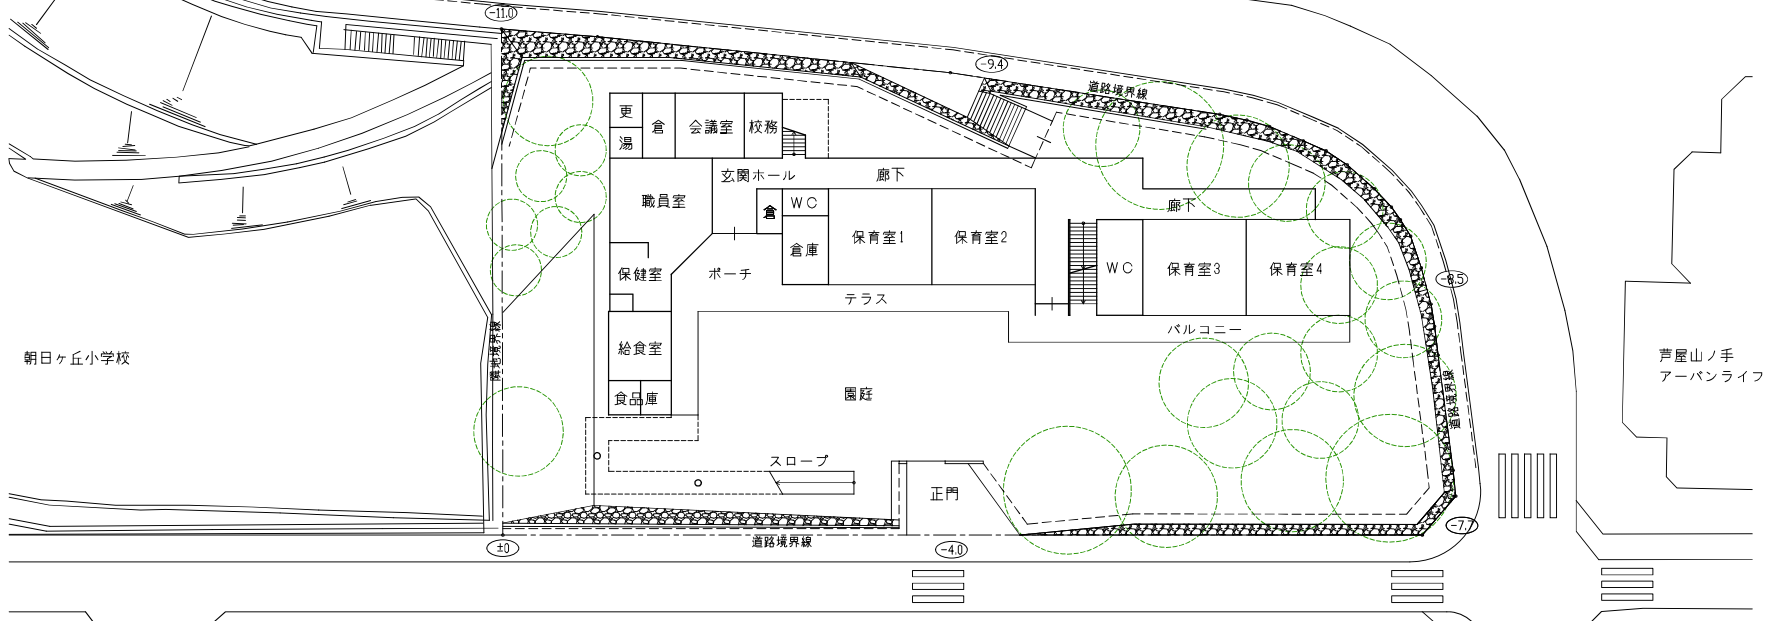 -11.0
-9.4
道路境界線
更
倉
会議室
校務
湯
玄関ホール
廊下
職員室
倉
WC
廊下
保育室1
保育室2
倉庫
保健室
ポーチ
WC
保育室3
保育室4
-8.5
テラス
バルコニー
隣地境界線
給食室
朝日ヶ丘小学校
芦屋山ノ手
アーバンライフ
園庭
食品庫
道路境界線
スロープ
正門
-7.7
±0
道路境界線
-4.0